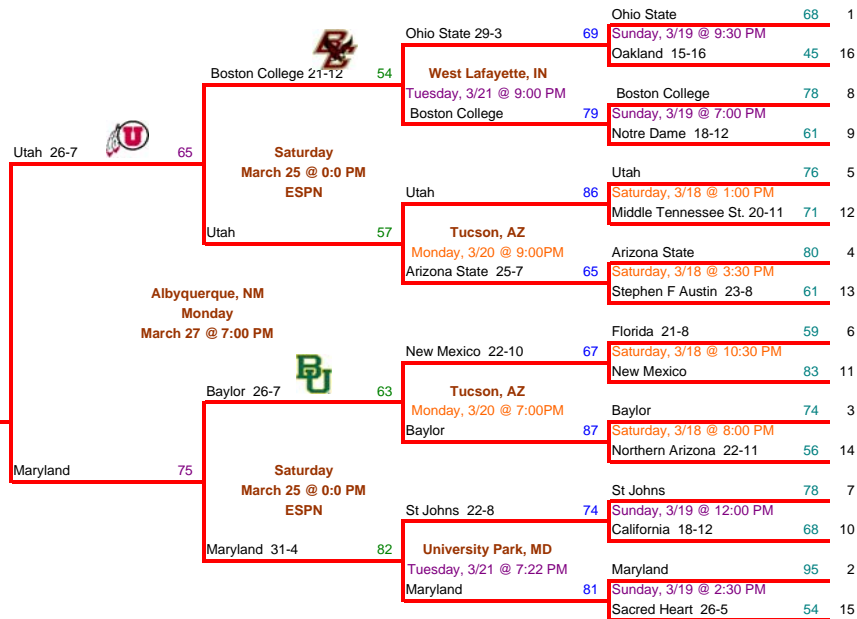 Ohio State 68 1
Ohio State 29-3 69 Sunday, 3/19 @ 9:30 PM
Oakland 15-16 45 16
Boston College 21-12 54 West Lafayette, IN
Tuesday, 3/21 @ 9:00 PM Boston College 78 8
Boston College 79 Sunday, 3/19 @ 7:00 PM
Notre Dame 18-12 61 9
U
Utah 26-7 65 Saturday
March 25 @ 0:0 PM Utah 76 5
ESPN Utah 86 Saturday, 3/18 @ 1:00 PM
Middle Tennessee St. 20-11 71 12
Utah 57 Tucson, AZ
Monday, 3/20 @ 9:00PM Arizona State 80 4
Arizona State 25-7 65 Saturday, 3/18 @ 3:30 PM
Albyquerque, NM Stephen F Austin 23-8 61 13
Monday
March 27 @ 7:00 PM Florida 21-8 59 6
New Mexico 22-10 67 Saturday, 3/18 @ 10:30 PM
BU New Mexico 83 11
Baylor 26-7 63 Tucson, AZ
Monday, 3/20 @ 7:00PM Baylor 74 3
Baylor 87 Saturday, 3/18 @ 8:00 PM
Northern Arizona 22-11 56 14
Maryland 75 Saturday
March 25 @ 0:0 PM St Johns 78 7
ESPN St Johns 22-8 74 Sunday, 3/19 @ 12:00 PM
California 18-12 68 10
Maryland 31-4 82 University Park, MD
Tuesday, 3/21 @ 7:22 PM Maryland 95 2
Maryland 81 Sunday, 3/19 @ 2:30 PM
Sacred Heart 26-5 54 15